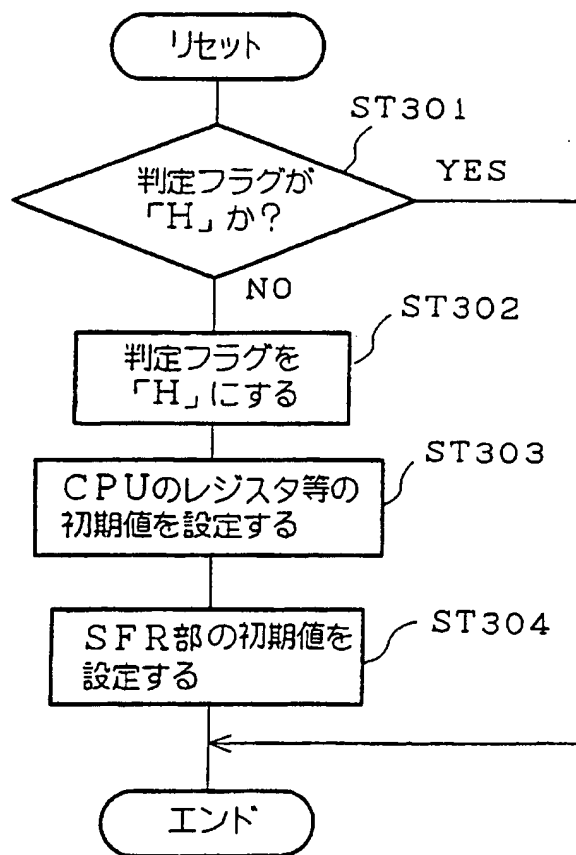 リセット
ST301
判定フラグが
「H」か?
YES
NO
ST302
判定フラグを
「H」にする
ST303
CPUのレジスタ等の
初期値を設定する
ST304
SFR部の初期値を
設定する
エンド